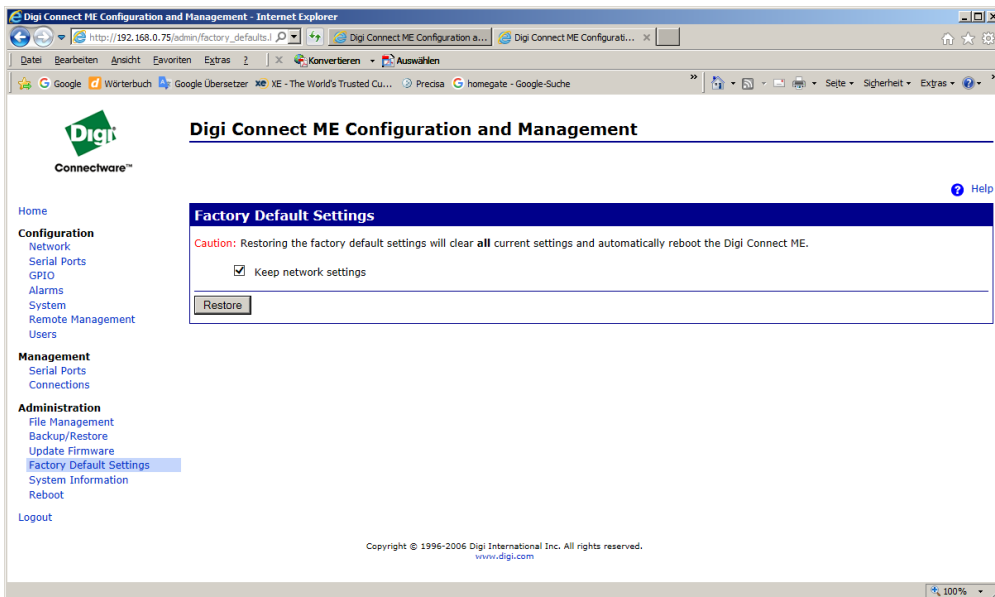 Digi Connect ME Configuration and Management - Internet Explorer
http://192.168.0.75/admin/factory_defaults.l
Digi Connect ME Configuration a...
Digi Connect ME Configurati...
Datei Bearbeiten Ansicht Favoriten Extras ?
Konvertieren
Auswählen
Google
Wörterbuch
Google Übersetzer
XE - The World's Trusted Cu...
Precisa
homegate - Google-Suche
Seite
Sicherheit
Extras
Digi
Connectware™
Digi Connect ME Configuration and Management
Help
Home
Configuration
Network
Serial Ports
GPIO
Alarms
System
Remote Management
Users
Management
Serial Ports
Connections
Administration
File Management
Backup/Restore
Update Firmware
Factory Default Settings
System Information
Reboot
Logout
Factory Default Settings
Caution: Restoring the factory default settings will clear all current settings and automatically reboot the Digi Connect ME.
Keep network settings
Restore
Copyright © 1996-2006 Digi International Inc. All rights reserved.
www.digi.com
100%